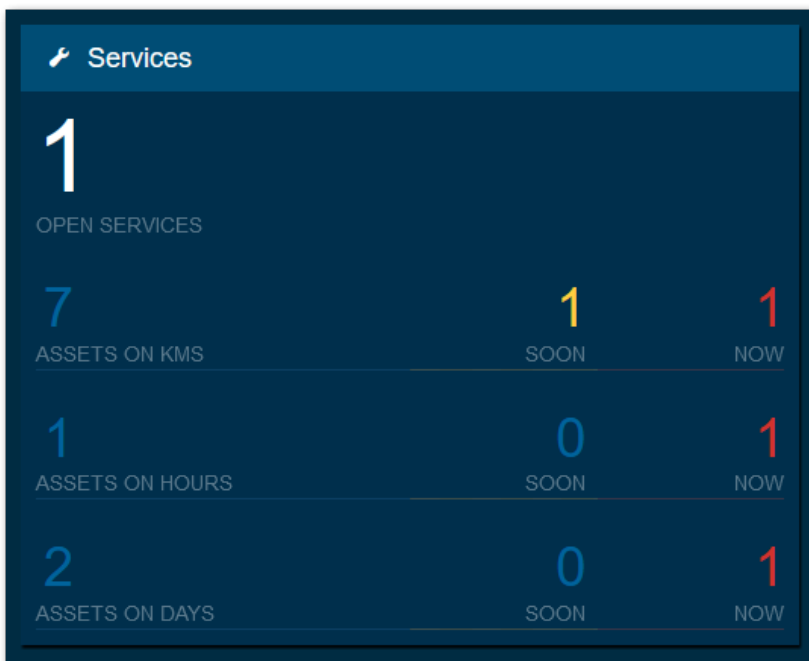 Services
1
OPEN SERVICES
7 1 1
ASSETS ON KMS SOON NOW
1 0 1
ASSETS ON HOURS SOON NOW
2 0 1
ASSETS ON DAYS SOON NOW